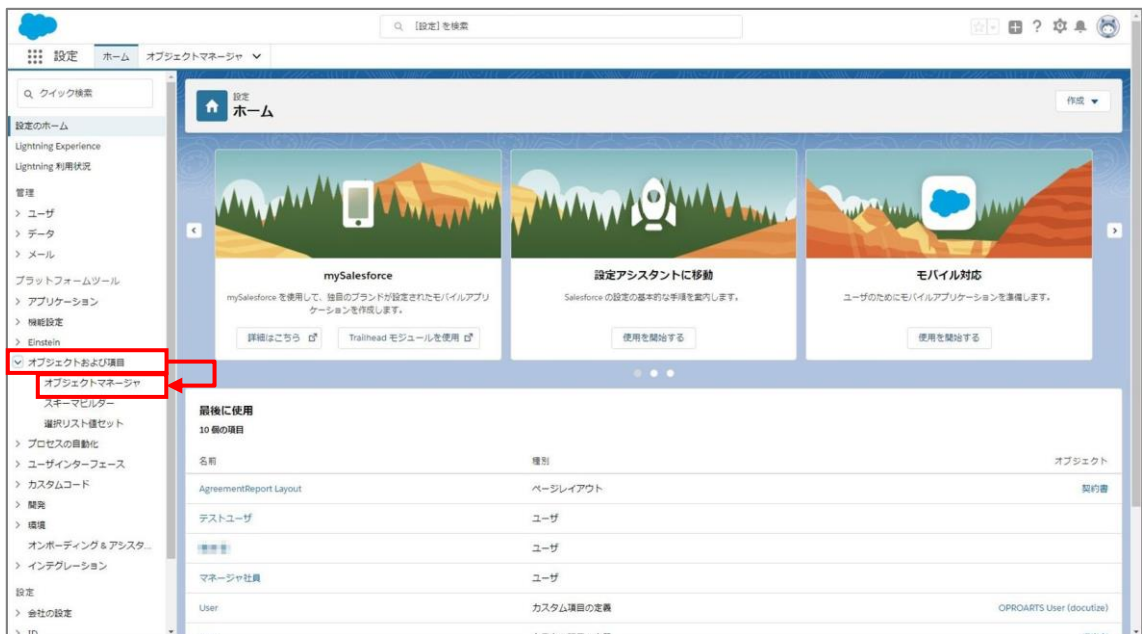 [設定] を検索
設定
ホーム
オブジェクトマネージャ
クイック検索
設定のホーム
Lightning Experience
Lightning 利用状況
管理
ユーザ
データ
メール
プラットフォームツール
アプリケーション
機能設定
Einstein
オブジェクトおよび項目
オブジェクトマネージャ
スキーマビルダー
選択リスト値セット
プロセスの自動化
ユーザインターフェース
カスタムコード
開発
環境
オンボーディング & アシスタ...
インテグレーション
設定
会社の設定
ID
設定
ホーム
作成
mySalesforce
mySalesforce を使用して、独自のブランドが設定されたモバイルアプリ
ケーションを作成します。
詳細はこちら
Trailhead モジュールを使用
設定アシスタントに移動
Salesforce の設定の基本的な手順を案内します。
使用を開始する
モバイル対応
ユーザのためにモバイルアプリケーションを準備します。
使用を開始する
最後に使用
10 個の項目
名前 種別 オブジェクト
AgreementReport Layout ページレイアウト 契約書
テストユーザ ユーザ
ユーザ
マネージャ社員 ユーザ
User カスタム項目の定義 OPROARTS User (docutize)